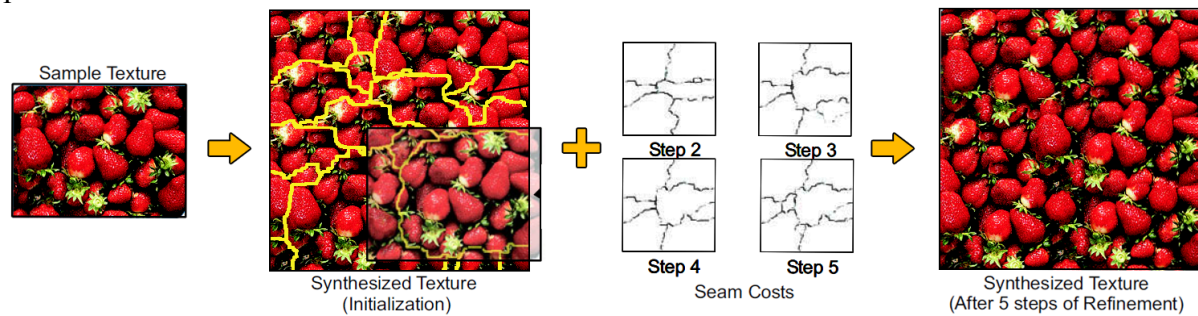 Sample Texture
Synthesized Texture
(Initialization)
Step 2
Step 3
Step 4
Step 5
Seam Costs
Synthesized Texture
(After 5 steps of Refinement)